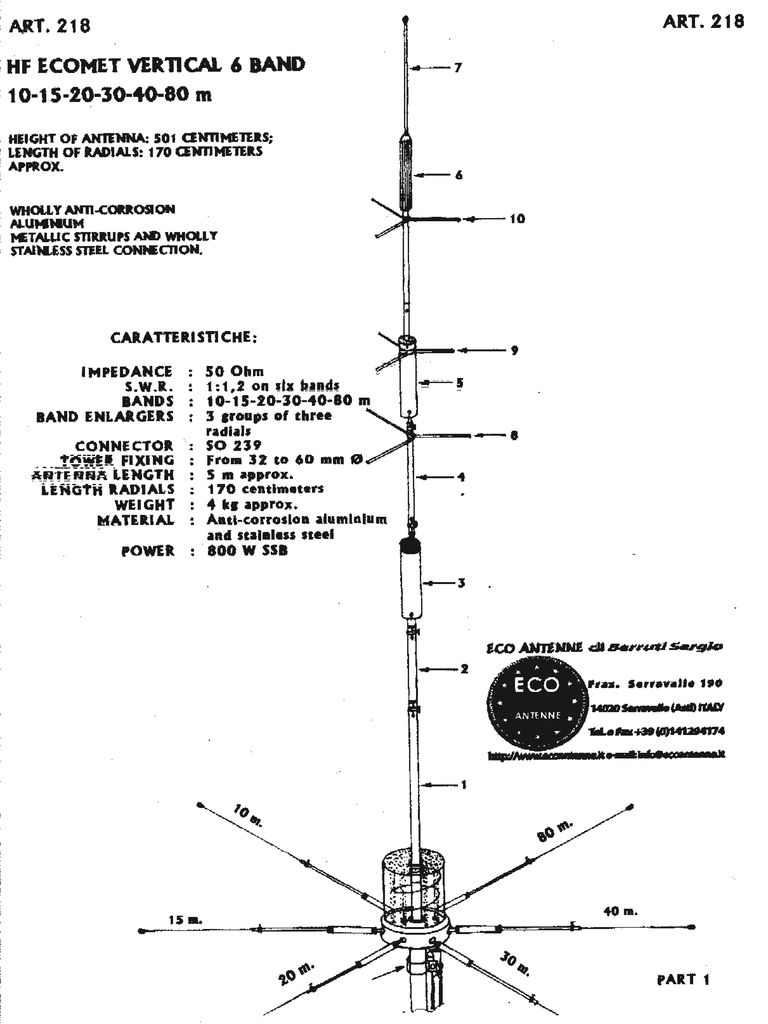 ART. 218
ART. 218
HF ECOMET VERTICAL 6 BAND
10-15-20-30-40-80 m
HEIGHT OF ANTENNA: 501 CENTIMETERS;
LENGTH OF RADIALS: 170 CENTIMETERS
APPROX.
WHOLLY ANTI-CORROSION
ALUMINIUM
METALLIC STIRRUPS AND WHOLLY
STAINLESS STEEL CONNECTION.
CARATTERISTICHE:
IMPEDANCE : 50 Ohm
S.W.R. : 1:1,2 on six bands
BANDS : 10-15-20-30-40-80 m
BAND ENLARGERS : 3 groups of three
radials
CONNECTOR : SO 239
TOWER FIXING : From 32 to 60 mm Ø
ANTENNA LENGTH : 5 m approx.
LENGTH RADIALS : 170 centimeters
WEIGHT : 4 kg approx.
MATERIAL : Anti-corrosion aluminium
and stainless steel
POWER : 800 W SSB
7
6
10
9
5
8
4
3
2
1
ECO ANTENNE di Barruti Sergio
ECO
ANTENNE
Fraz. Serravalle 190
14020 Serravalle (Asti) ITALY
Tel. e Fax +39 (0)141294174
http://www.ecoantenne.it e-mail: info@ecoantenne.it
10 m.
80 m.
15 m.
40 m.
20 m.
30 m.
PART 1